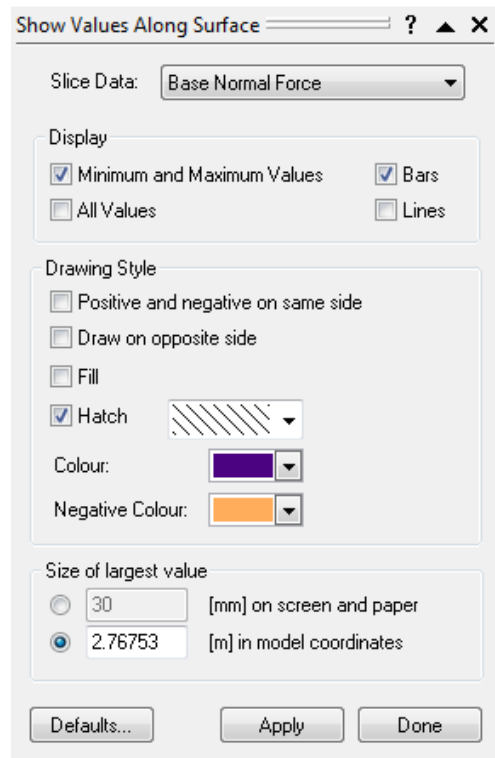 Show Values Along Surface ?
Slice Data: Base Normal Force
Display
Minimum and Maximum Values Bars
All Values Lines
Drawing Style
Positive and negative on same side
Draw on opposite side
Fill
Hatch
Colour:
Negative Colour:
Size of largest value
30 [mm] on screen and paper
2.76753 [m] in model coordinates
Defaults... Apply Done